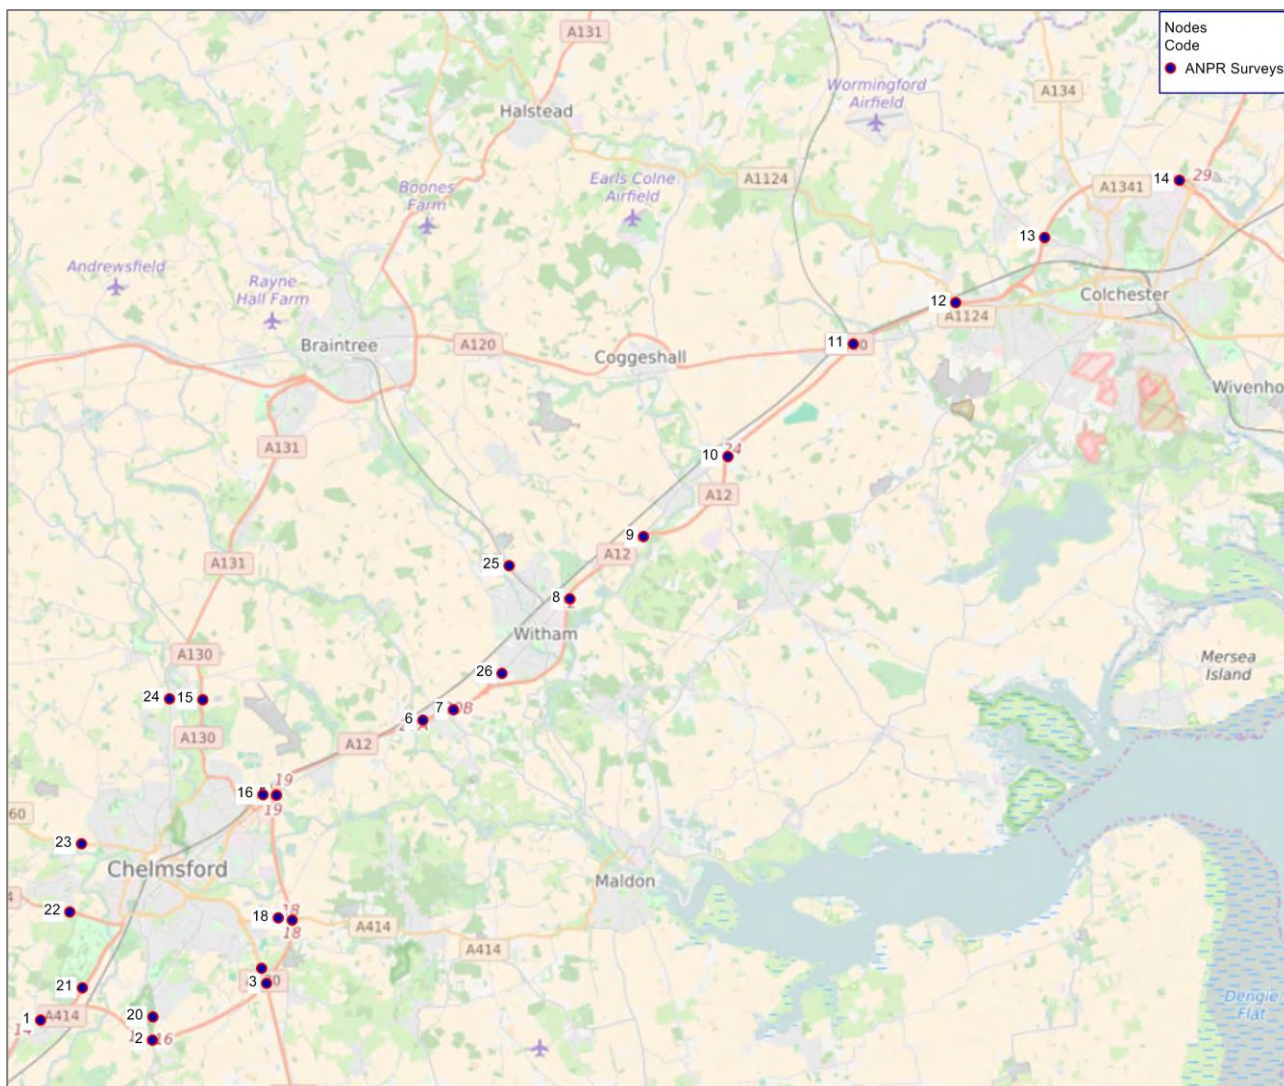 Nodes
Code
ANPR Surveys
A131
Halstead
Wormingford
Airfield
A134
A1124
Earls Colne
Airfield
Boones
Farm
A1341
14
29
13
Andrewsfield
Rayne
Hall Farm
Colchester
12
A1124
Braintree
A120
Coggeshall
11
Wivenho
A131
10
24
A12
9
A12
A131
25
8
Witham
A130
26
Mersea
Island
24
15
7
6
A130
A12
16
19
19
60
23
Chelmsford
Maldon
22
18
18
18
A414
A414
3
21
Dengie
Flat
1
A414
20
2
16